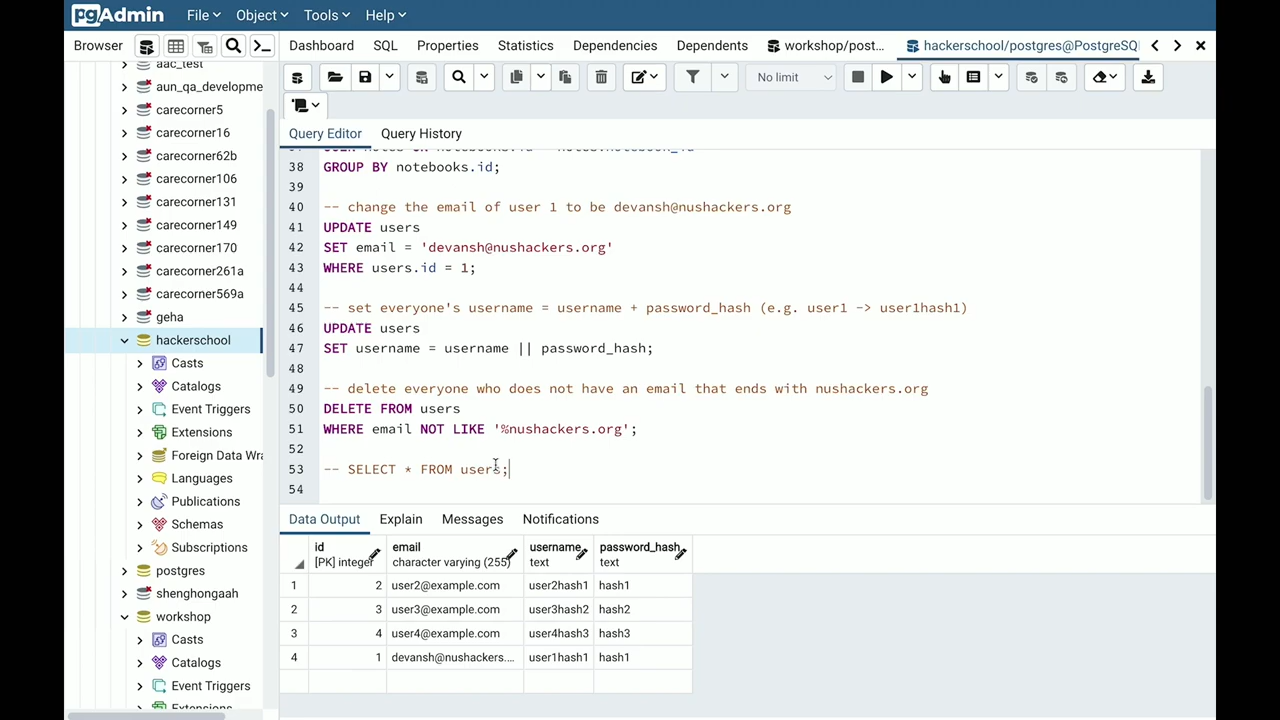 pgAdmin File Object Tools Help
Browser Dashboard SQL Properties Statistics Dependencies Dependents workshop/post... hackerschool/postgres@PostgreSQ
No limit
Query Editor Query History
aac_test
aun_qa_developme
carecorner5
carecorner16
carecorner62b
carecorner106
carecorner131
carecorner149
carecorner170
carecorner261a
carecorner569a
geha
hackerschool
Casts
Catalogs
Event Triggers
Extensions
Foreign Data Wra
Languages
Publications
Schemas
Subscriptions
postgres
shenghongaah
workshop
Casts
Catalogs
Event Triggers
Extensions
38 GROUP BY notebooks.id;
39
40 -- change the email of user 1 to be devansh@nushackers.org
41 UPDATE users
42 SET email = 'devansh@nushackers.org'
43 WHERE users.id = 1;
44
45 -- set everyone's username = username + password_hash (e.g. user1 -> user1hash1)
46 UPDATE users
47 SET username = username || password_hash;
48
49 -- delete everyone who does not have an email that ends with nushackers.org
50 DELETE FROM users
51 WHERE email NOT LIKE '%nushackers.org';
52
53 -- SELECT * FROM users;
54
Data Output Explain Messages Notifications
id email username password_hash
[PK] integer character varying (255) text text
1 2 user2@example.com user2hash1 hash1
2 3 user3@example.com user3hash2 hash2
3 4 user4@example.com user4hash3 hash3
4 1 devansh@nushackers.... user1hash1 hash1